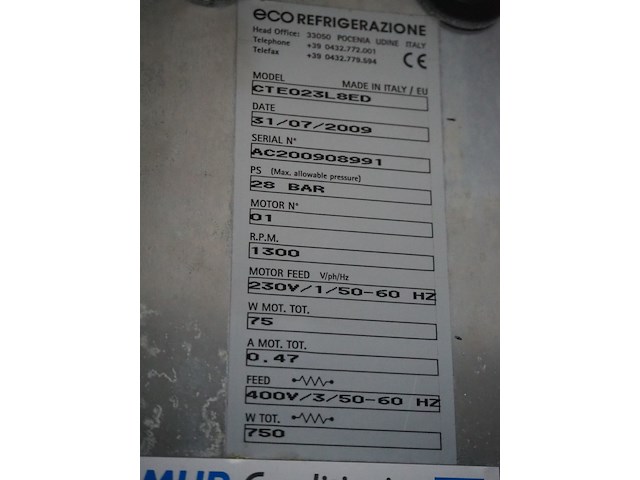 eco REFRIGERAZIONE
Head Office: 33050 POCENIA UDINE ITALY
Telephone +39 0432.772.001
Telefax +39 0432.779.594
CE
MODEL MADE IN ITALY / EU
CTE023L8ED
DATE
31/07/2009
SERIAL N°
AC200908991
PS (Max. allowable pressure)
28 BAR
MOTOR N°
01
R.P.M.
1300
MOTOR FEED V/ph/Hz
230V/1/50-60 HZ
W MOT. TOT.
75
A MOT. TOT.
0.47
FEED
400V/3/50-60 HZ
W TOT.
750